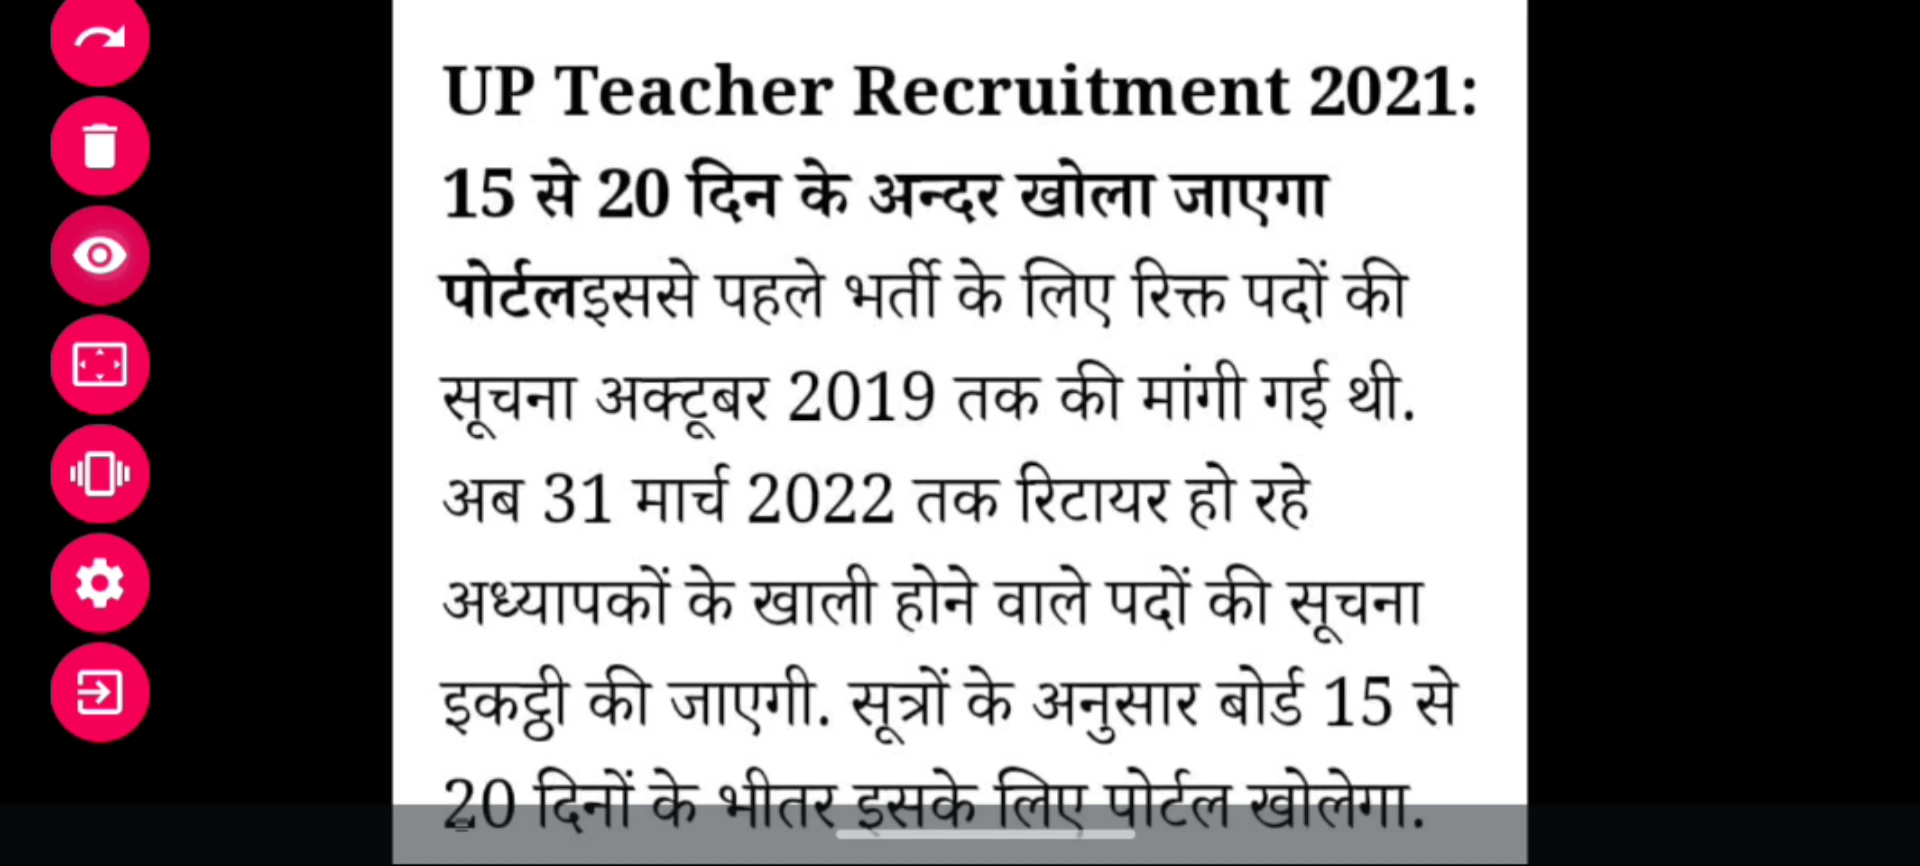 UP Teacher Recruitment 2021:
15 से 20 दिन के अन्दर खोला जाएगा
पोर्टलइससे पहले भर्ती के लिए रिक्त पदों की
सूचना अक्टूबर 2019 तक की मांगी गई थी.
अब 31 मार्च 2022 तक रिटायर हो रहे
अध्यापकों के खाली होने वाले पदों की सूचना
इकट्ठी की जाएगी. सूत्रों के अनुसार बोर्ड 15 से
20 दिनों के भीतर इसके लिए पोर्टल खोलेगा.